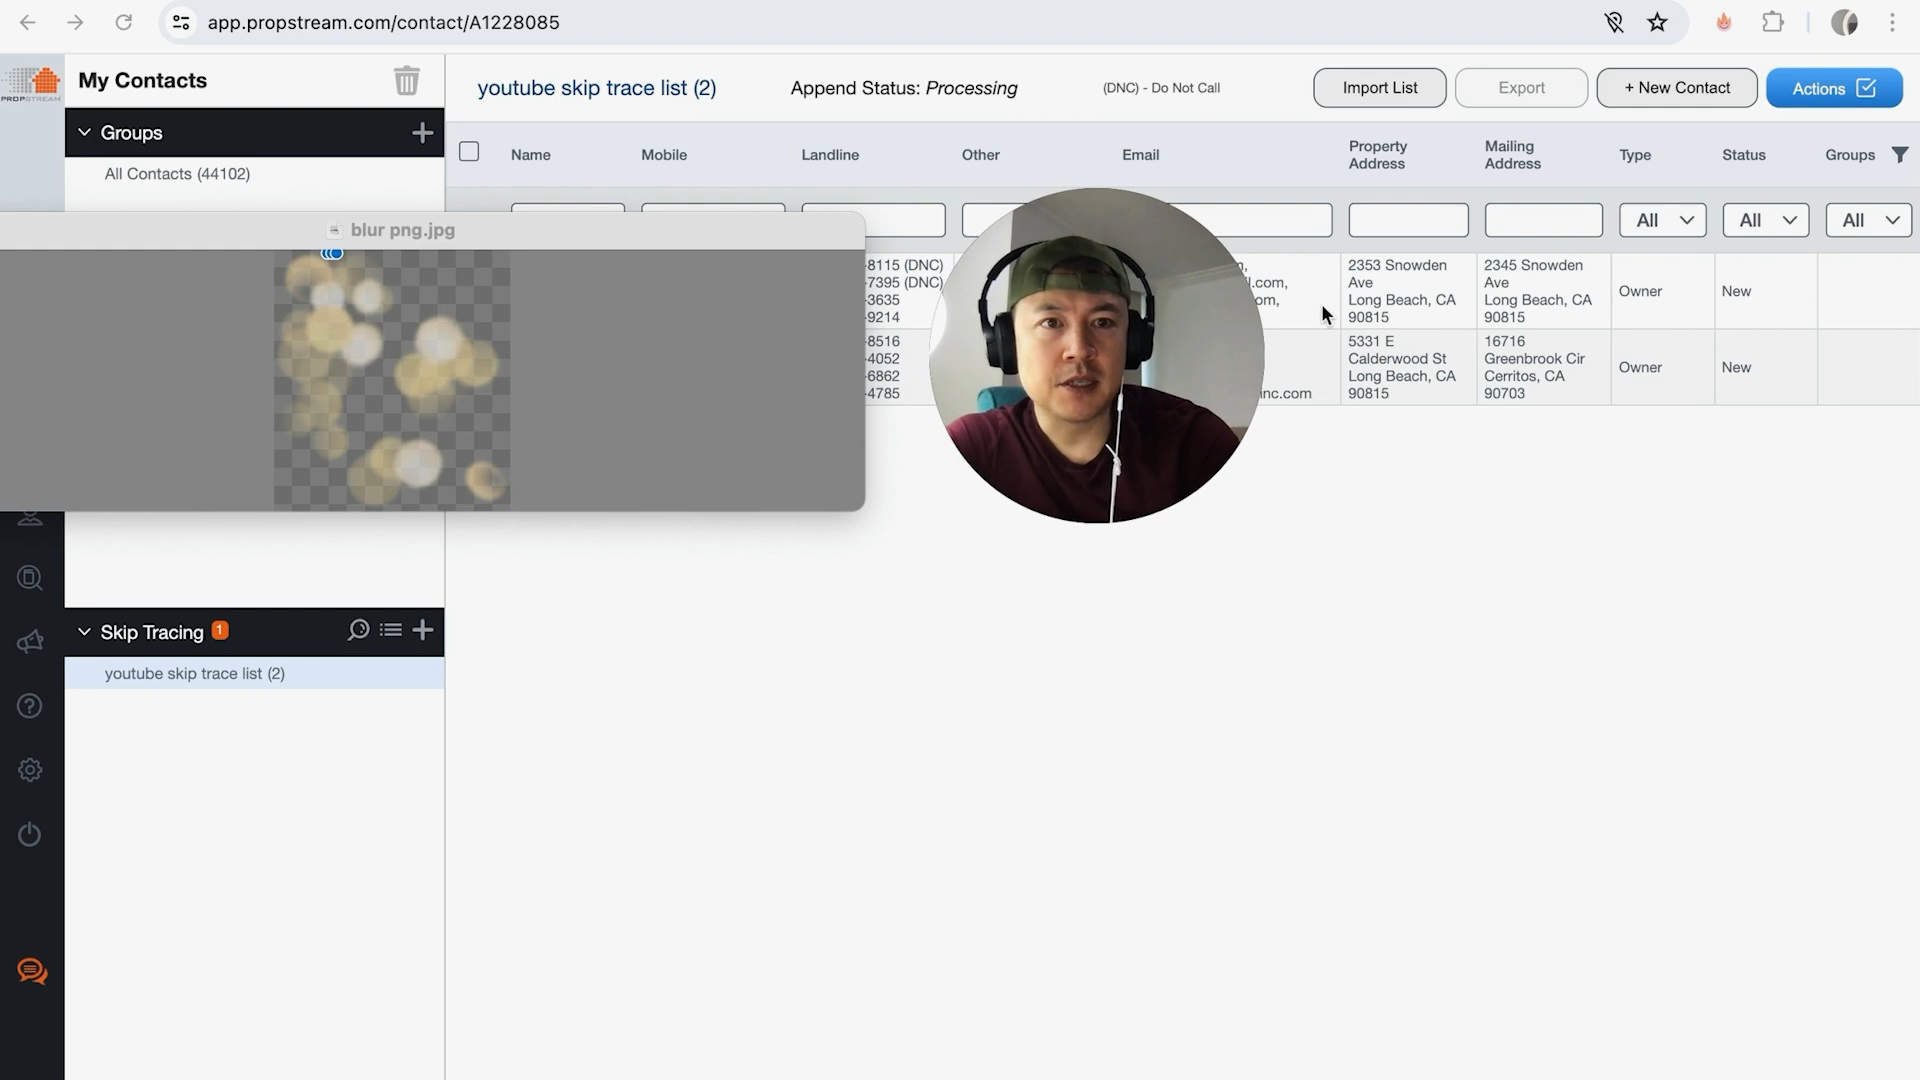 app.propstream.com/contact/A1228085
PROPSTREAM
My Contacts
youtube skip trace list (2)
Append Status: Processing
(DNC) - Do Not Call
Import List
Export
+ New Contact
Actions
Groups
All Contacts (44102)
Name
Mobile
Landline
Other
Email
Property
Address
Mailing
Address
Type
Status
Groups
All
All
All
blur png.jpg
-8115 (DNC)
-7395 (DNC)
-3635
-9214
l.com,
om,
2353 Snowden
Ave
Long Beach, CA
90815
2345 Snowden
Ave
Long Beach, CA
90815
Owner
New
-8516
-4052
-6862
-4785
inc.com
5331 E
Calderwood St
Long Beach, CA
90815
16716
Greenbrook Cir
Cerritos, CA
90703
Owner
New
Skip Tracing
1
youtube skip trace list (2)